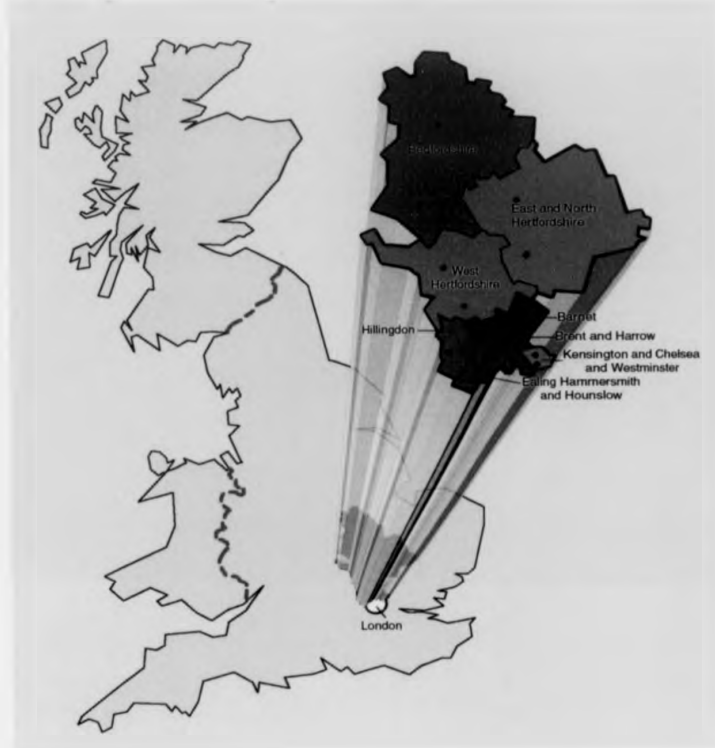 Bedfordshire
East and North
Hertfordshire
West
Hertfordshire
Barnet
Hillingdon
Brent and Harrow
Kensington and Chelsea
and Westminster
Ealing Hammersmith
and Hounslow
London